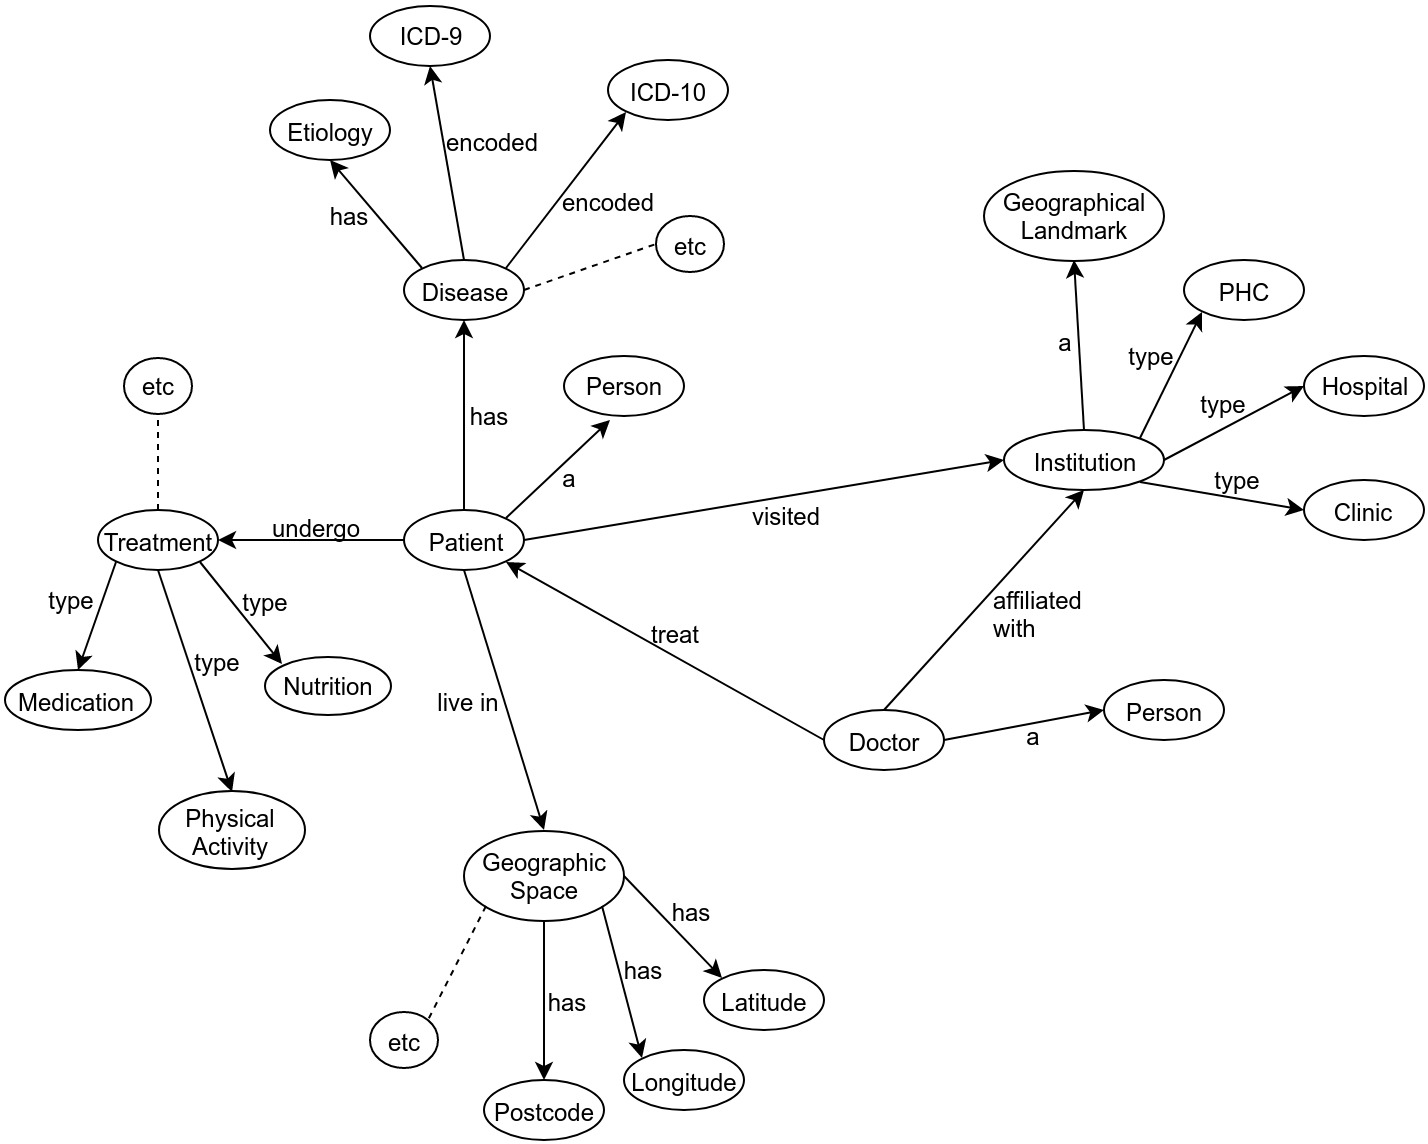 ICD-9
ICD-10
Etiology
encoded
encoded
has
etc
Disease
Geographical
Landmark
PHC
a
type
Hospital
type
etc
Person
has
a
Institution
type
Clinic
visited
undergo
Treatment
Patient
type
type
type
Medication
Nutrition
Physical
Activity
treat
affiliated
with
live in
Doctor
a
Person
Geographic
Space
has
has
has
etc
Latitude
Longitude
Postcode